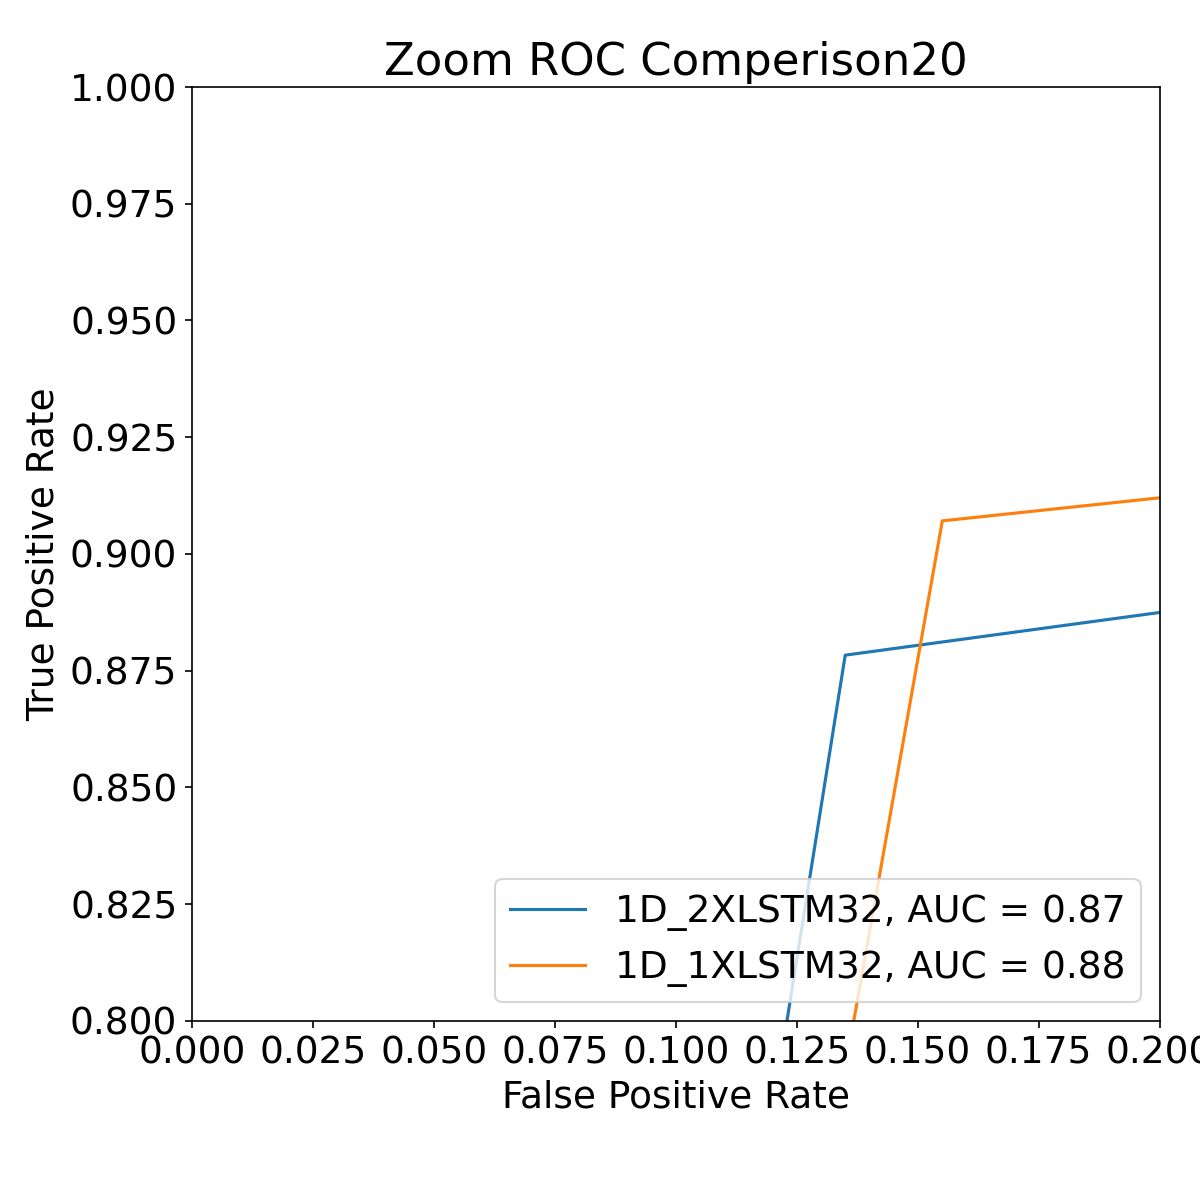 Zoom ROC Comperison20
1.000
0.975
0.950
0.925
0.900
0.875
0.850
0.825
0.800
True Positive Rate
1D_2XLSTM32, AUC = 0.87
1D_1XLSTM32, AUC = 0.88
0.000 0.025 0.050 0.075 0.100 0.125 0.150 0.175 0.200
False Positive Rate